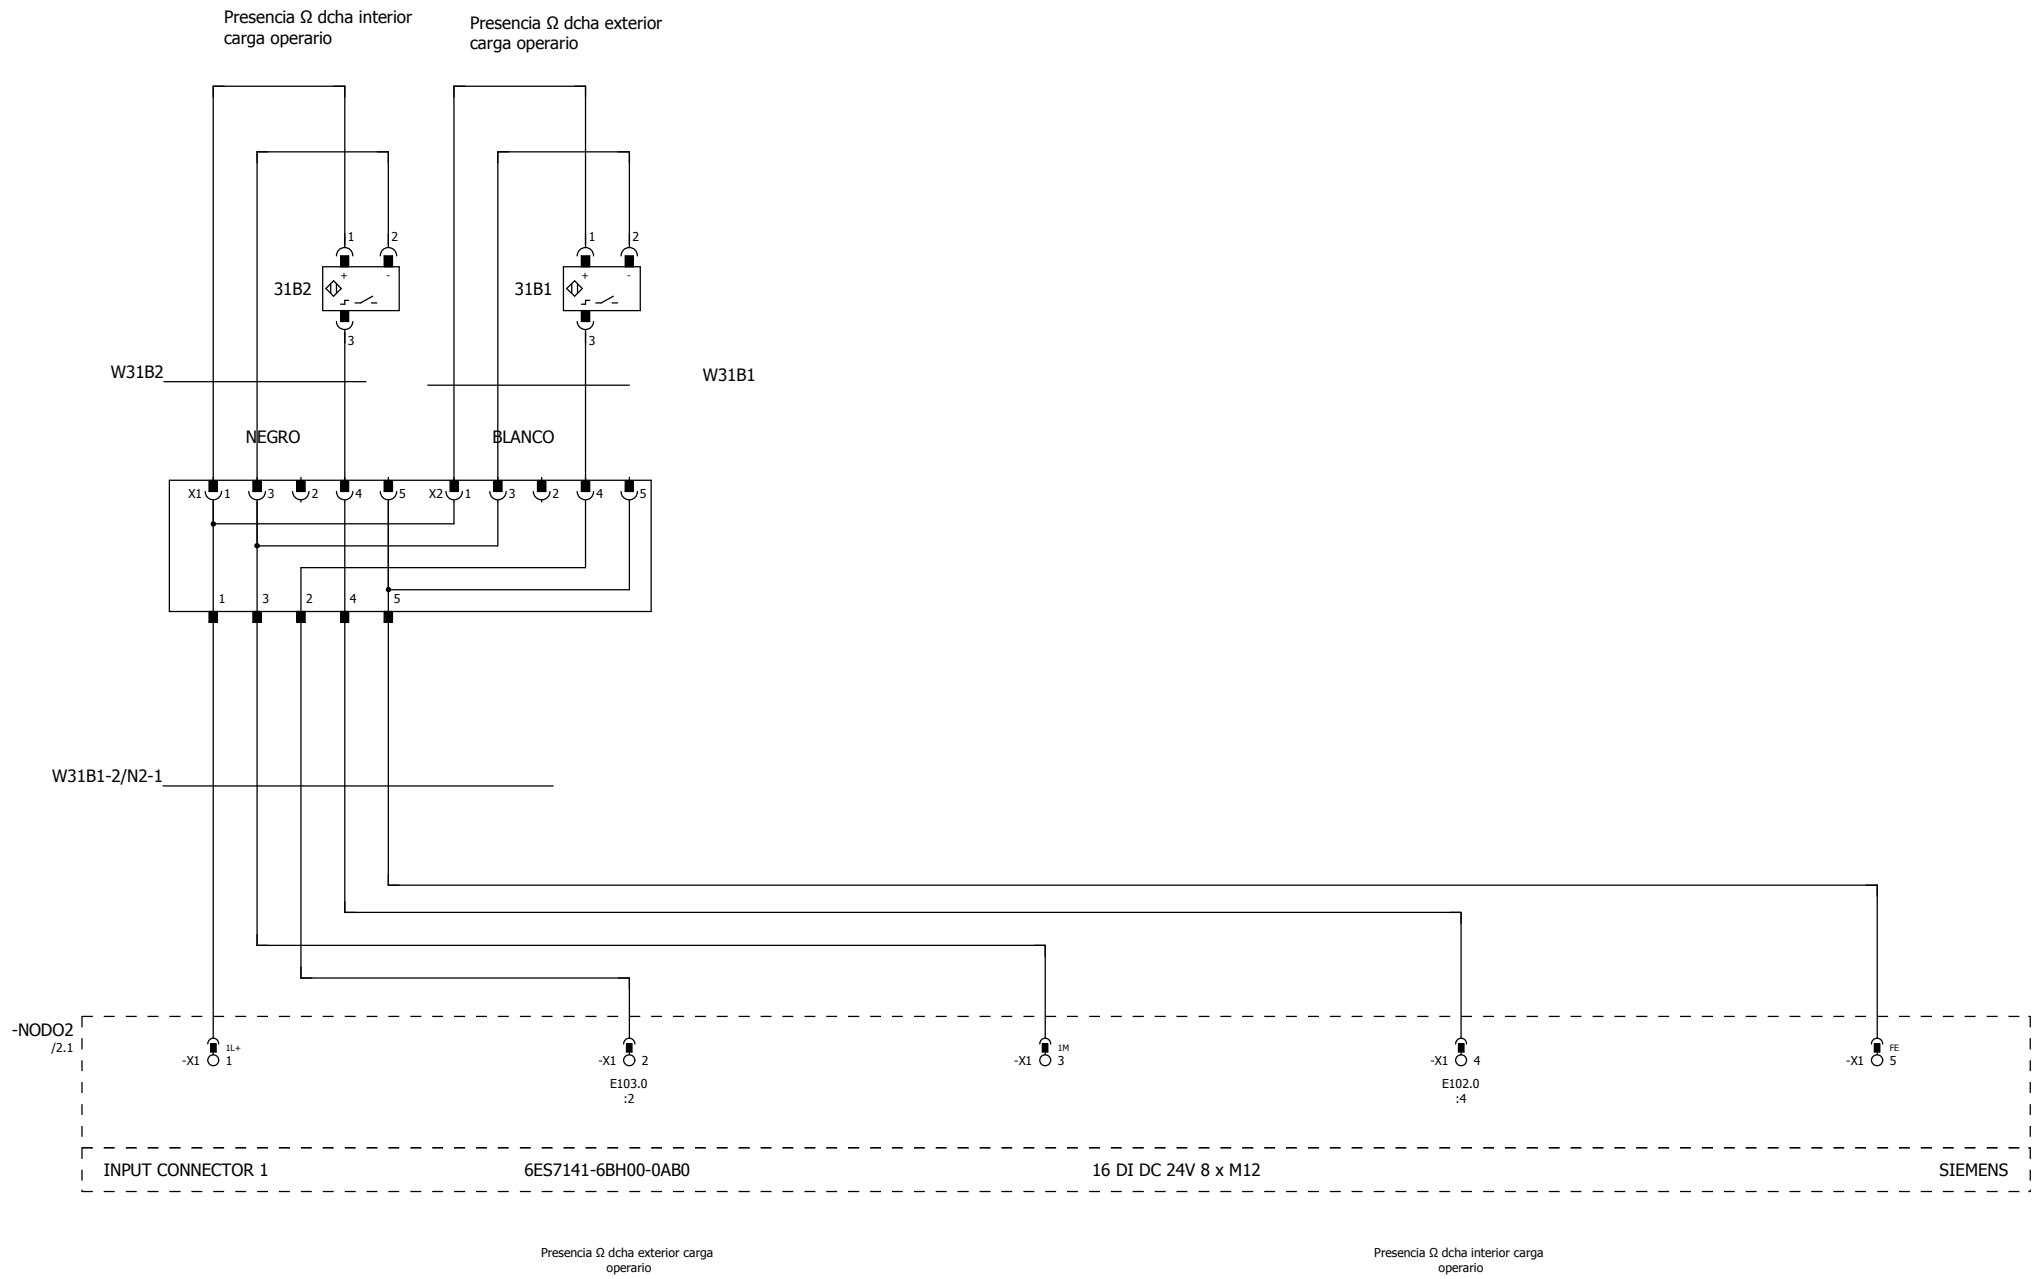 Presencia Ω dcha interior
carga operario
Presencia Ω dcha exterior
carga operario
1 2 1 2
+ - + -
31B2 31B1
3 3
W31B2 W31B1
NEGRO BLANCO
X1 1 3 2 4 5 X2 1 3 2 4 5
1 3 2 4 5
W31B1-2/N2-1
-NODO2
/2.1
1L+ 1M FE
-X1 1 -X1 2 -X1 3 -X1 4 -X1 5
E103.0 E102.0
:2 :4
INPUT CONNECTOR 1 6ES7141-6BH00-0AB0 16 DI DC 24V 8 x M12 SIEMENS
Presencia Ω dcha exterior carga
operario
Presencia Ω dcha interior carga
operario